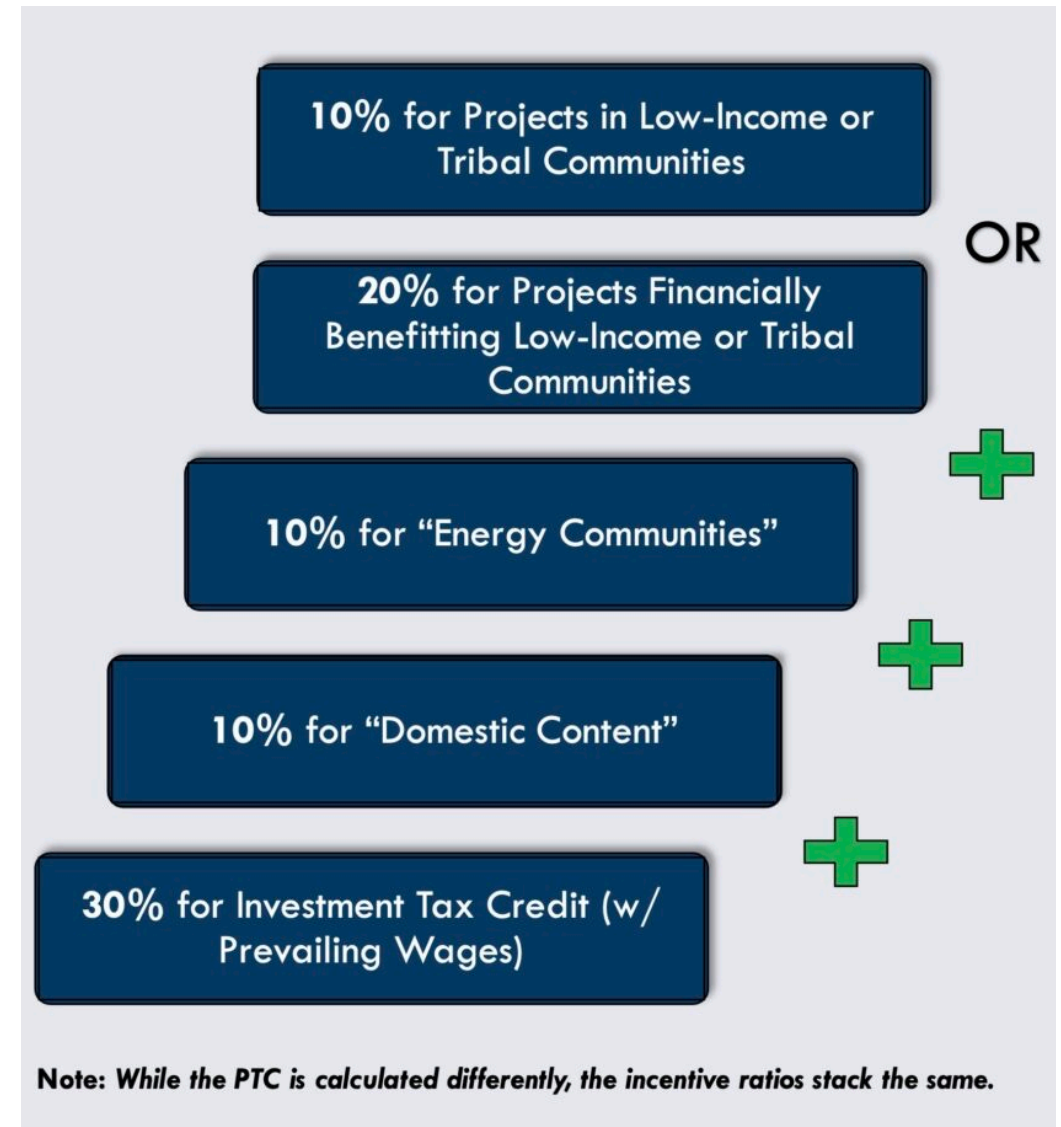 10% for Projects in Low-Income or
Tribal Communities
OR
20% for Projects Financially
Benefitting Low-Income or Tribal
Communities
10% for “Energy Communities”
10% for “Domestic Content”
30% for Investment Tax Credit (w/
Prevailing Wages)
Note: While the PTC is calculated differently, the incentive ratios stack the same.